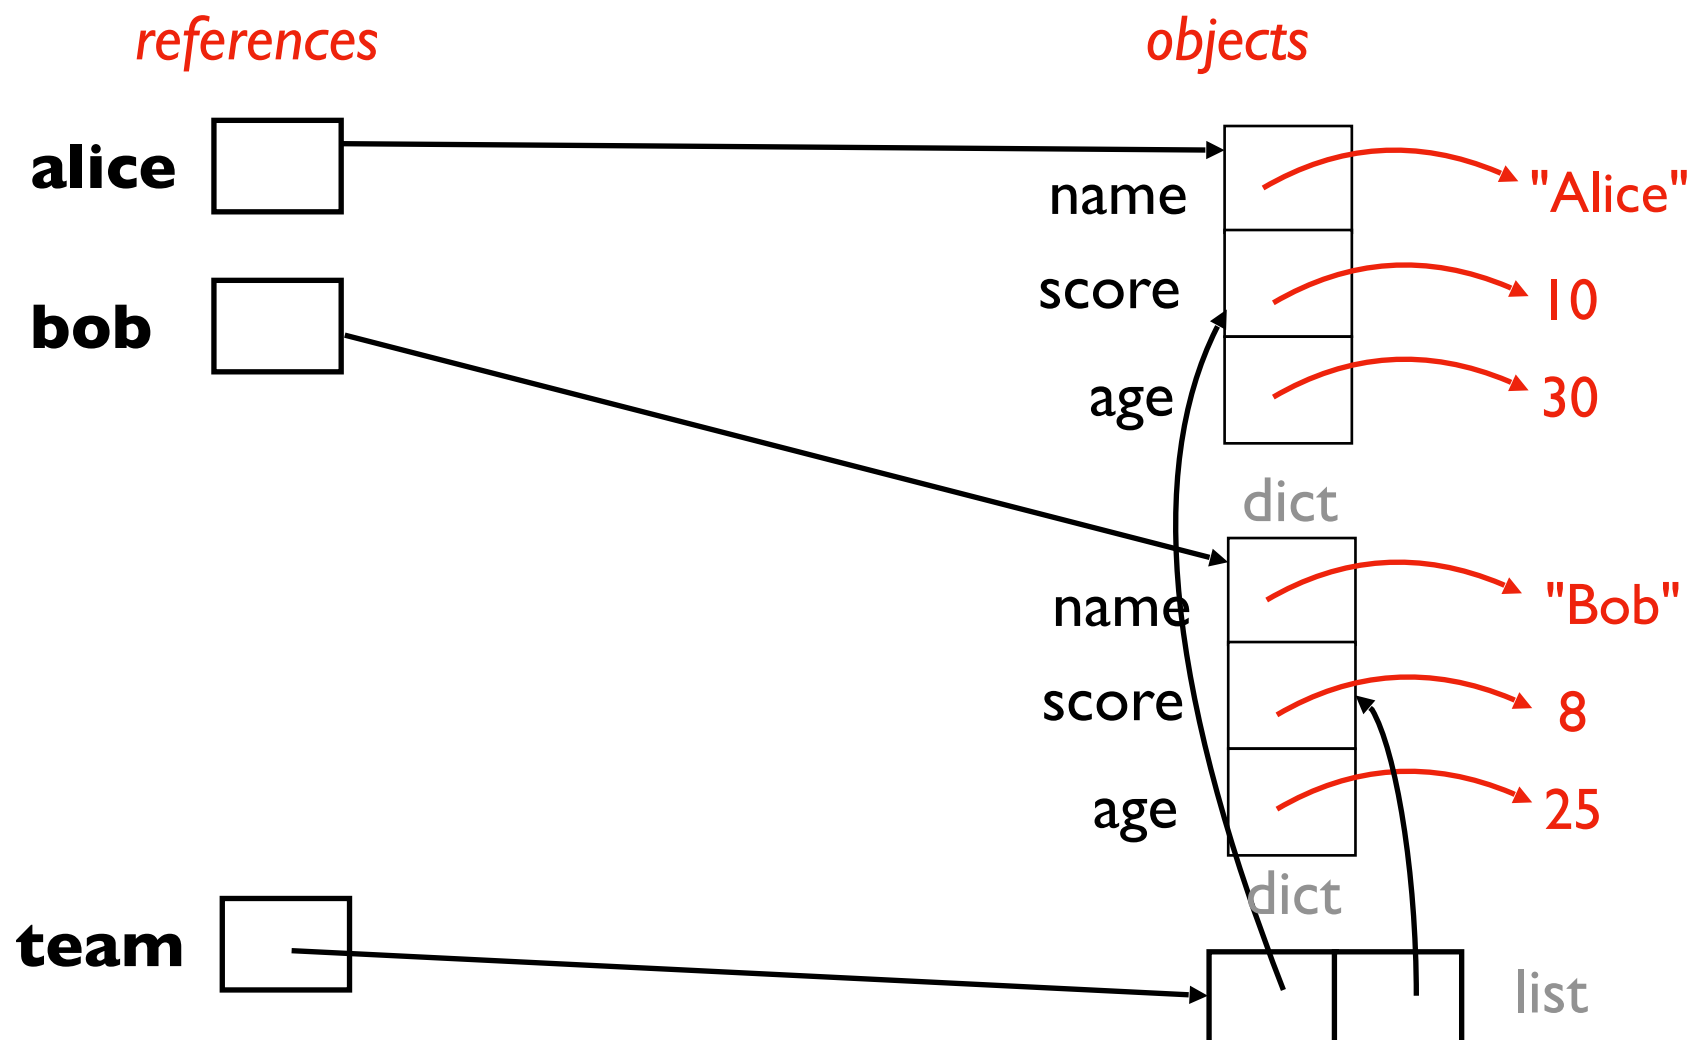 references objects
alice
name "Alice"
score 10
bob
age 30
dict
name "Bob"
score 8
age 25
dict
team
list